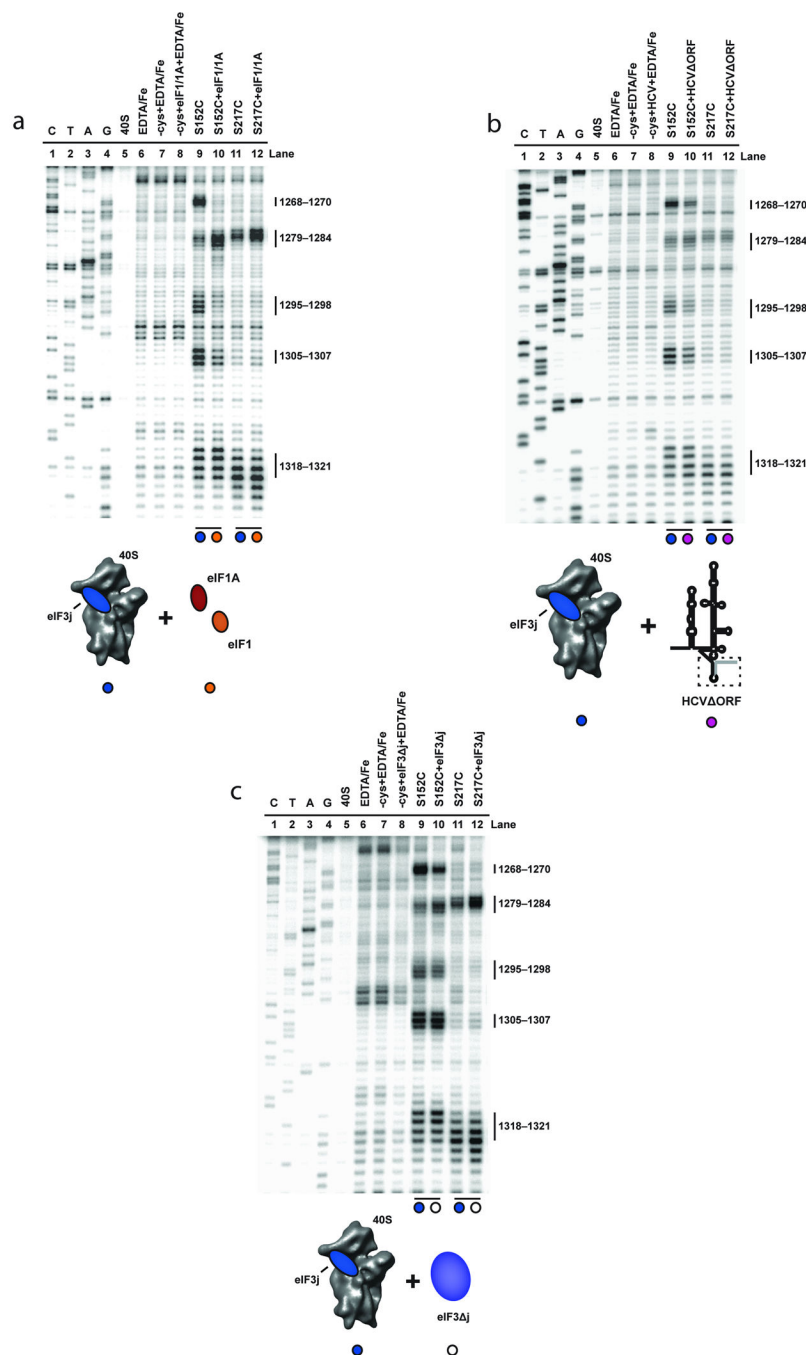 a
C
T
A
G
40S
EDTA/Fe
-cys+EDTA/Fe
-cys+eIF1/1A+EDTA/Fe
S152C
S152C+eIF1/1A
S217C
S217C+eIF1/1A
1 2 3 4 5 6 7 8 9 10 11 12 Lane
1268–1270
1279–1284
1295–1298
1305–1307
1318–1321
40S
eIF3j
+
eIF1A
eIF1
b
C
T
A
G
40S
EDTA/Fe
-cys+EDTA/Fe
-cys+HCV+EDTA/Fe
S152C
S152C+HCVΔORF
S217C
S217C+HCVΔORF
1 2 3 4 5 6 7 8 9 10 11 12 Lane
1268–1270
1279–1284
1295–1298
1305–1307
1318–1321
40S
eIF3j
+
HCVΔORF
c
C
T
A
G
40S
EDTA/Fe
-cys+EDTA/Fe
-cys+eIF3Δj+EDTA/Fe
S152C
S152C+eIF3Δj
S217C
S217C+eIF3Δj
1 2 3 4 5 6 7 8 9 10 11 12 Lane
1268–1270
1279–1284
1295–1298
1305–1307
1318–1321
40S
eIF3j
+
eIF3Δj